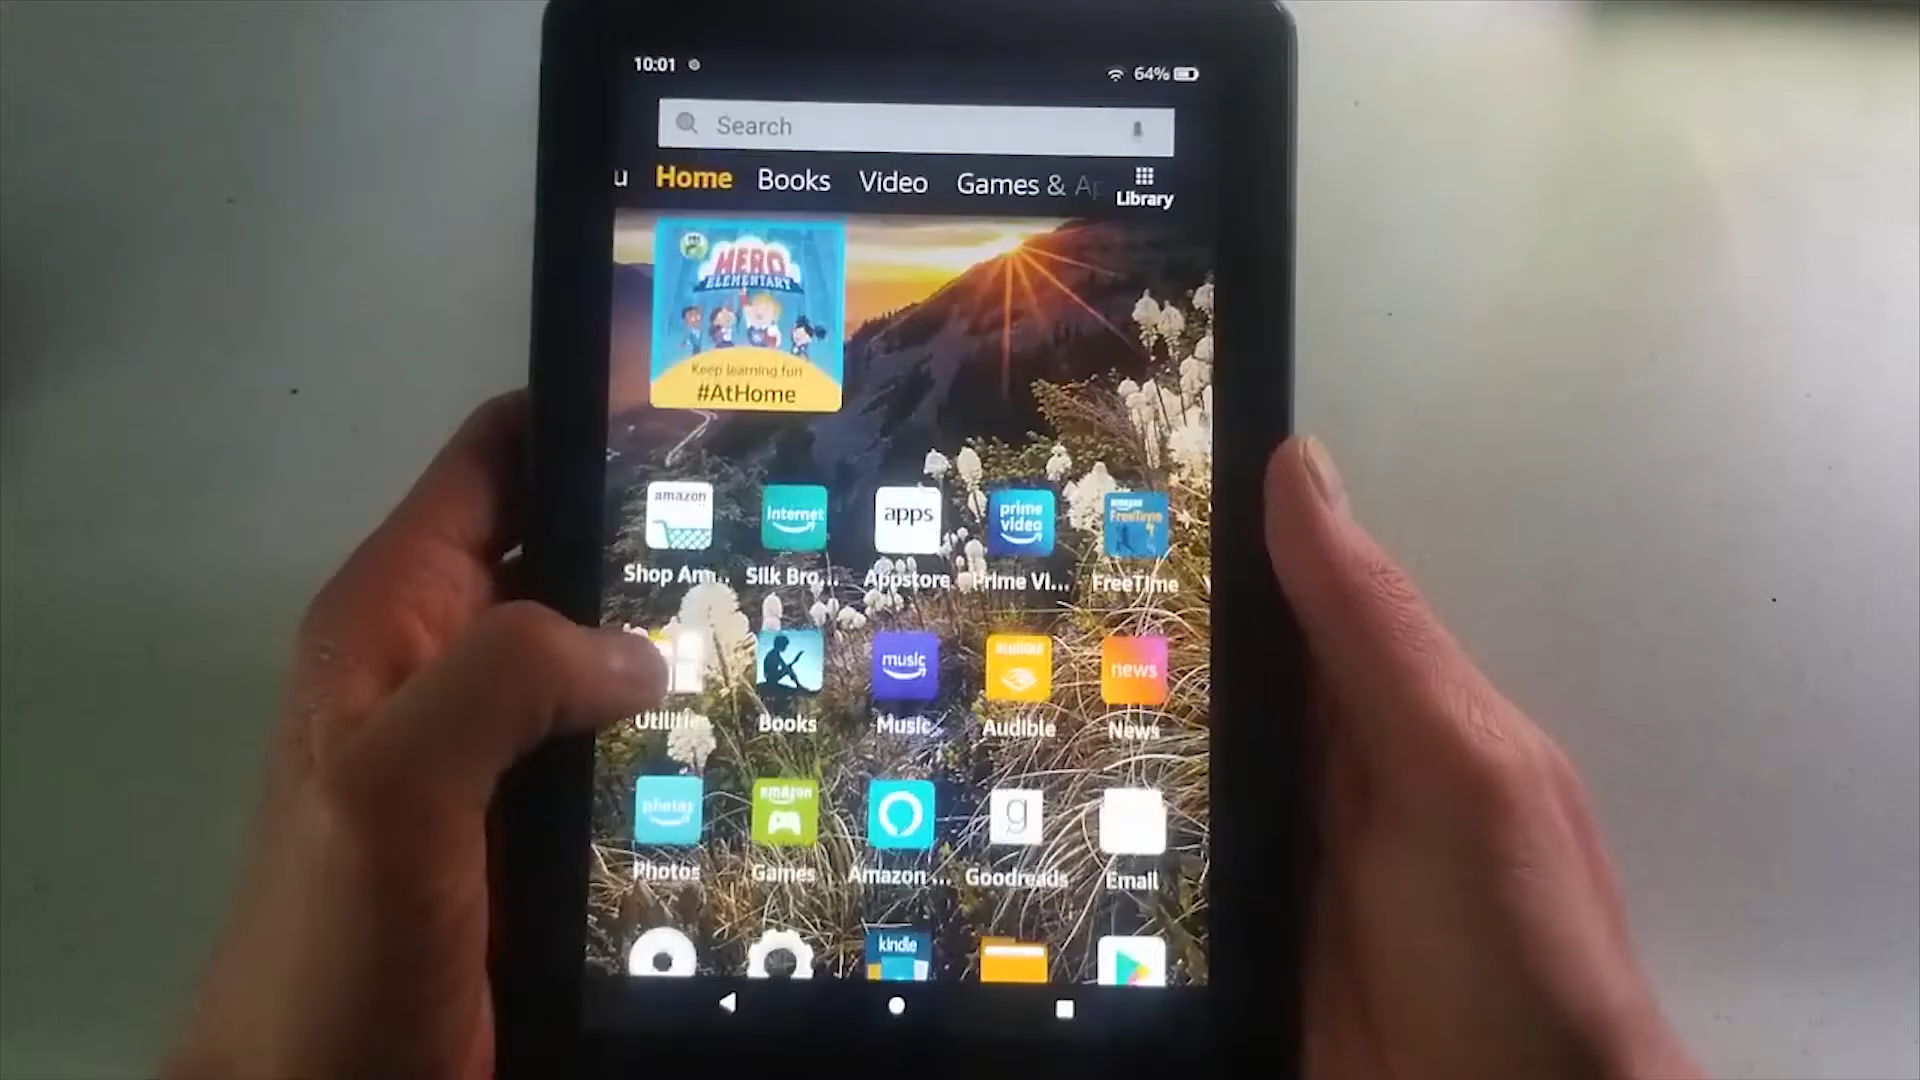 10:01
64%
Search
u Home Books Video Games & Ap
Library
HERO
ELEMENTARY
Keep learning fun
#AtHome
amazon
internet
apps
prime
video
amazon
FreeTime
Shop Am... Silk Bro... Appstore Prime Vi... FreeTime
music
audible
news
Utilities Books Music Audible News
photos
amazon
g
Photos Games Amazon ... Goodreads Email
kindle